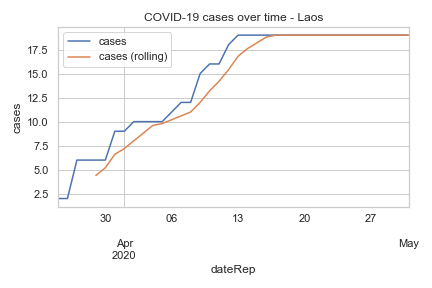 COVID-19 cases over time - Laos
cases
cases (rolling)
cases
17.5
15.0
12.5
10.0
7.5
5.0
2.5
30 06 13 20 27
Apr May
2020
dateRep